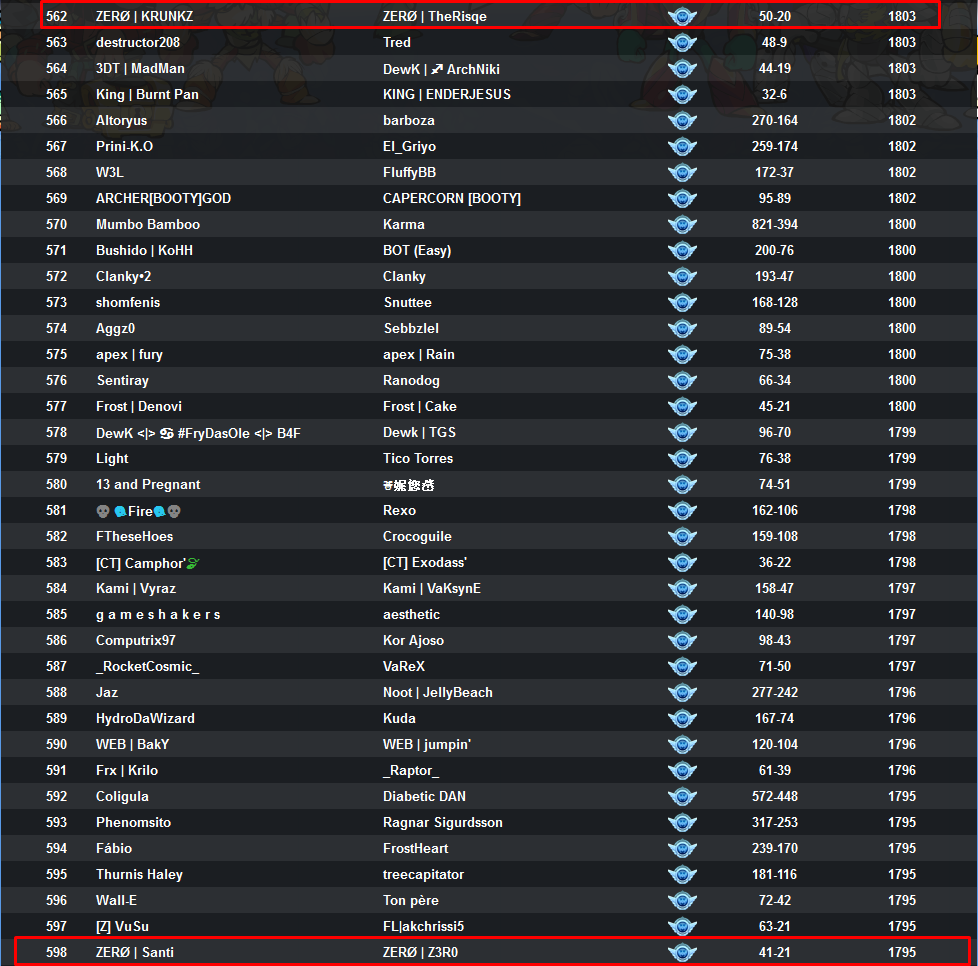 562 ZERØ | KRUNKZ ZERØ | TheRisqe 50-20 1803
563 destructor208 Tred 48-9 1803
564 3DT | MadMan DewK | ♐ ArchNiki 44-19 1803
565 King | Burnt Pan KING | ENDERJESUS 32-6 1803
566 Altoryus barboza 270-164 1802
567 Prini-K.O El_Griyo 259-174 1802
568 W3L FluffyBB 172-37 1802
569 ARCHER[BOOTY]GOD CAPERCORN [BOOTY] 95-89 1802
570 Mumbo Bamboo Karma 821-394 1800
571 Bushido | KoHH BOT (Easy) 200-76 1800
572 Clanky•2 Clanky 193-47 1800
573 shomfenis Snuttee 168-128 1800
574 Aggz0 Sebbzlel 89-54 1800
575 apex | fury apex | Rain 75-38 1800
576 Sentiray Ranodog 66-34 1800
577 Frost | Denovi Frost | Cake 45-21 1800
578 DewK <|> ♋ #FryDasOle <|> B4F Dewk | TGS 96-70 1799
579 Light Tico Torres 76-38 1799
580 13 and Pregnant 74-51 1799
581 💀👊Fire👊💀 Rexo 162-106 1798
582 FTheseHoes Crocoguile 159-108 1798
583 [CT] Camphor' [CT] Exodass' 36-22 1798
584 Kami | Vyraz Kami | VaKsynE 158-47 1797
585 g a m e s h a k e r s aesthetic 140-98 1797
586 Computrix97 Kor Ajoso 98-43 1797
587 _RocketCosmic_ VaReX 71-50 1797
588 Jaz Noot | JellyBeach 277-242 1796
589 HydroDaWizard Kuda 167-74 1796
590 WEB | BakY WEB | jumpin' 120-104 1796
591 Frx | Krilo _Raptor_ 61-39 1796
592 Coligula Diabetic DAN 572-448 1795
593 Phenomsito Ragnar Sigurdsson 317-253 1795
594 Fábio FrostHeart 239-170 1795
595 Thurnis Haley treecapitator 181-116 1795
596 Wall-E Ton père 72-42 1795
597 [Z] VuSu FL|akchrissi5 63-21 1795
598 ZERØ | Santi ZERØ | Z3R0 41-21 1795